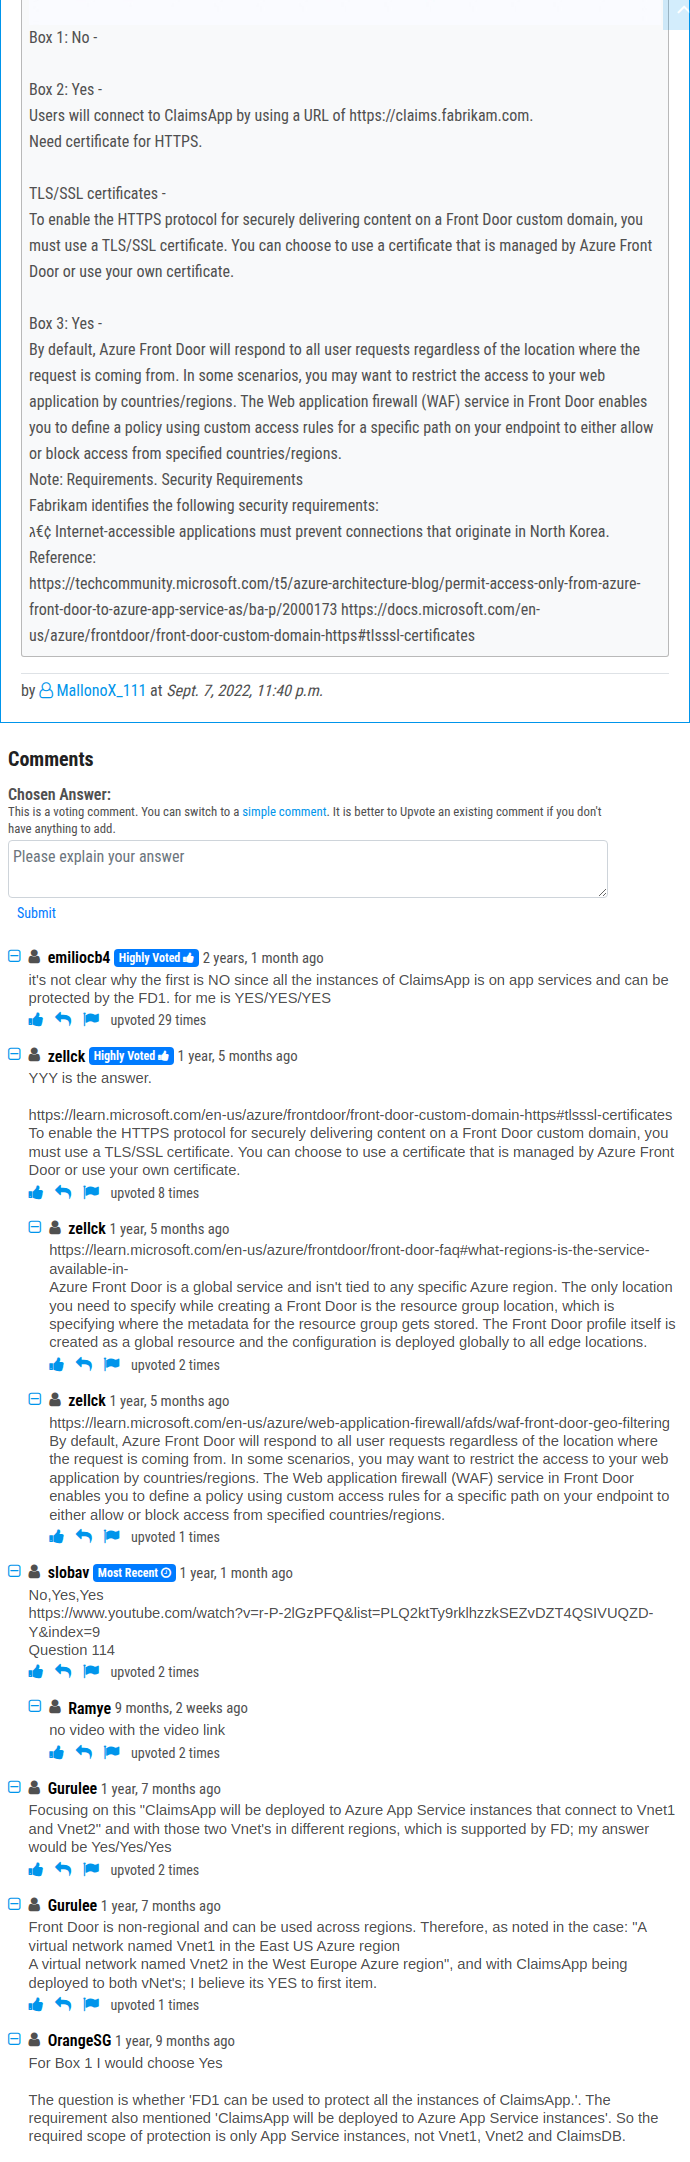 Box 1: No -
Box 2: Yes -
Users will connect to ClaimsApp by using a URL of https://claims.fabrikam.com.
Need certificate for HTTPS.
TLS/SSL certificates -
To enable the HTTPS protocol for securely delivering content on a Front Door custom domain, you
must use a TLS/SSL certificate. You can choose to use a certificate that is managed by Azure Front
Door or use your own certificate.
Box 3: Yes -
By default, Azure Front Door will respond to all user requests regardless of the location where the
request is coming from. In some scenarios, you may want to restrict the access to your web
application by countries/regions. The Web application firewall (WAF) service in Front Door enables
you to define a policy using custom access rules for a specific path on your endpoint to either allow
or block access from specified countries/regions.
Note: Requirements. Security Requirements
Fabrikam identifies the following security requirements:
ג€¢ Internet-accessible applications must prevent connections that originate in North Korea.
Reference:
https://techcommunity.microsoft.com/t5/azure-architecture-blog/permit-access-only-from-azure-
front-door-to-azure-app-service-as/ba-p/2000173 https://docs.microsoft.com/en-
us/azure/frontdoor/front-door-custom-domain-https#tlsssl-certificates
by MallonoX_111 at Sept. 7, 2022, 11:40 p.m.
Comments
Chosen Answer:
This is a voting comment. You can switch to a simple comment. It is better to Upvote an existing comment if you don't
have anything to add.
Please explain your answer
Submit
emiliocb4 Highly Voted 2 years, 1 month ago
it's not clear why the first is NO since all the instances of ClaimsApp is on app services and can be
protected by the FD1. for me is YES/YES/YES
upvoted 29 times
zellck Highly Voted 1 year, 5 months ago
YYY is the answer.
https://learn.microsoft.com/en-us/azure/frontdoor/front-door-custom-domain-https#tlsssl-certificates
To enable the HTTPS protocol for securely delivering content on a Front Door custom domain, you
must use a TLS/SSL certificate. You can choose to use a certificate that is managed by Azure Front
Door or use your own certificate.
upvoted 8 times
zellck 1 year, 5 months ago
https://learn.microsoft.com/en-us/azure/frontdoor/front-door-faq#what-regions-is-the-service-
available-in-
Azure Front Door is a global service and isn't tied to any specific Azure region. The only location
you need to specify while creating a Front Door is the resource group location, which is
specifying where the metadata for the resource group gets stored. The Front Door profile itself is
created as a global resource and the configuration is deployed globally to all edge locations.
upvoted 2 times
zellck 1 year, 5 months ago
https://learn.microsoft.com/en-us/azure/web-application-firewall/afds/waf-front-door-geo-filtering
By default, Azure Front Door will respond to all user requests regardless of the location where
the request is coming from. In some scenarios, you may want to restrict the access to your web
application by countries/regions. The Web application firewall (WAF) service in Front Door
enables you to define a policy using custom access rules for a specific path on your endpoint to
either allow or block access from specified countries/regions.
upvoted 1 times
slobav Most Recent 1 year, 1 month ago
No,Yes,Yes
https://www.youtube.com/watch?v=r-P-2lGzPFQ&list=PLQ2ktTy9rklhzzkSEZvDZT4QSIVUQZD-
Y&index=9
Question 114
upvoted 2 times
Ramye 9 months, 2 weeks ago
no video with the video link
upvoted 2 times
Gurulee 1 year, 7 months ago
Focusing on this "ClaimsApp will be deployed to Azure App Service instances that connect to Vnet1
and Vnet2" and with those two Vnet's in different regions, which is supported by FD; my answer
would be Yes/Yes/Yes
upvoted 2 times
Gurulee 1 year, 7 months ago
Front Door is non-regional and can be used across regions. Therefore, as noted in the case: "A
virtual network named Vnet1 in the East US Azure region
A virtual network named Vnet2 in the West Europe Azure region", and with ClaimsApp being
deployed to both vNet's; I believe its YES to first item.
upvoted 1 times
OrangeSG 1 year, 9 months ago
For Box 1 I would choose Yes
The question is whether 'FD1 can be used to protect all the instances of ClaimsApp.'. The
requirement also mentioned 'ClaimsApp will be deployed to Azure App Service instances'. So the
required scope of protection is only App Service instances, not Vnet1, Vnet2 and ClaimsDB.